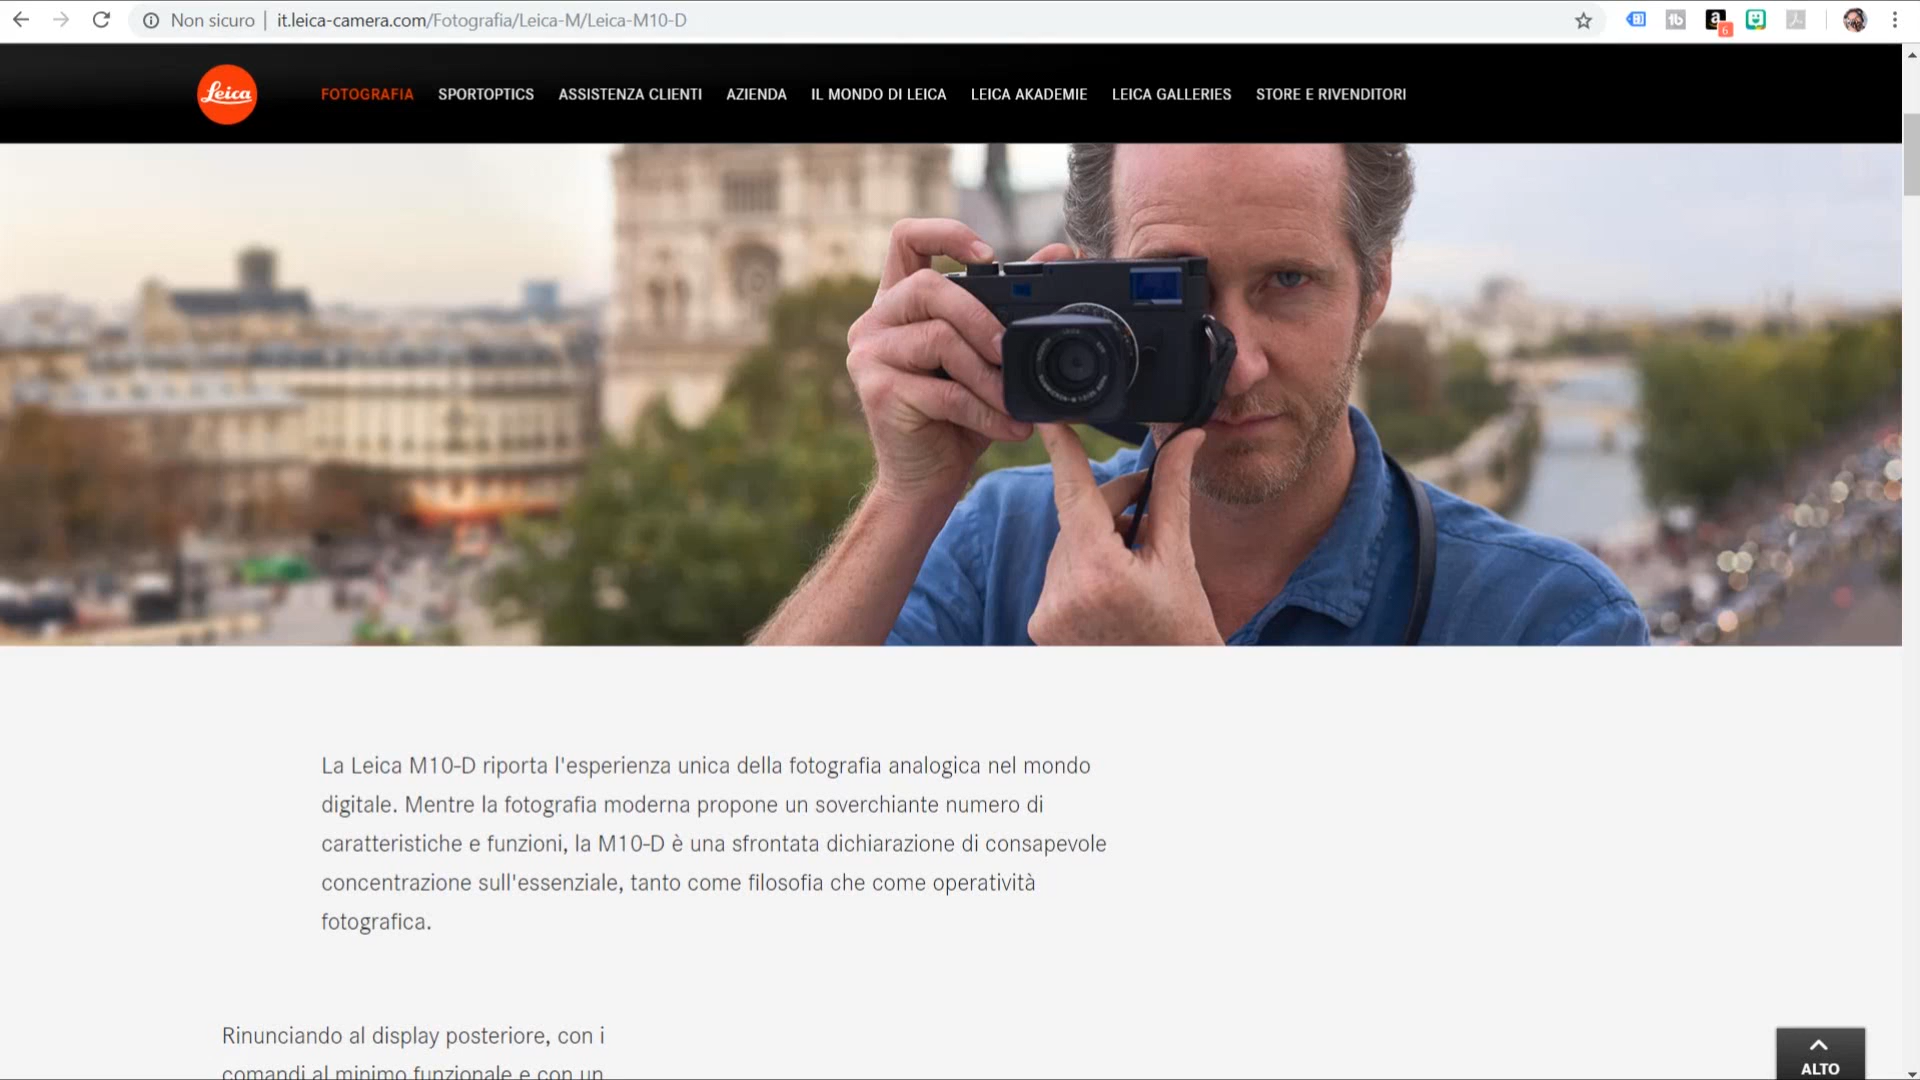 Non sicuro | it.leica-camera.com/Fotografia/Leica-M/Leica-M10-D
6
Leica FOTOGRAFIA SPORTOPTICS ASSISTENZA CLIENTI AZIENDA IL MONDO DI LEICA LEICA AKADEMIE LEICA GALLERIES STORE E RIVENDITORI
La Leica M10-D riporta l'esperienza unica della fotografia analogica nel mondo
digitale. Mentre la fotografia moderna propone un soverchiante numero di
caratteristiche e funzioni, la M10-D è una sfrontata dichiarazione di consapevole
concentrazione sull'essenziale, tanto come filosofia che come operatività
fotografica.
Rinunciando al display posteriore, con i
comandi al minimo funzionale e con un
ALTO